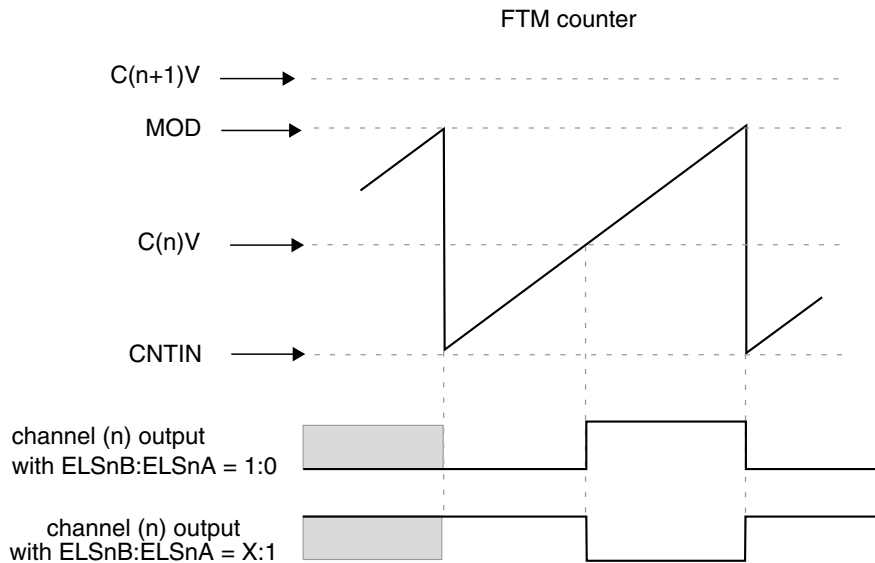 FTM counter
C(n+1)V
MOD
C(n)V
CNTIN
channel (n) output
with ELSnB:ELSnA = 1:0
channel (n) output
with ELSnB:ELSnA = X:1